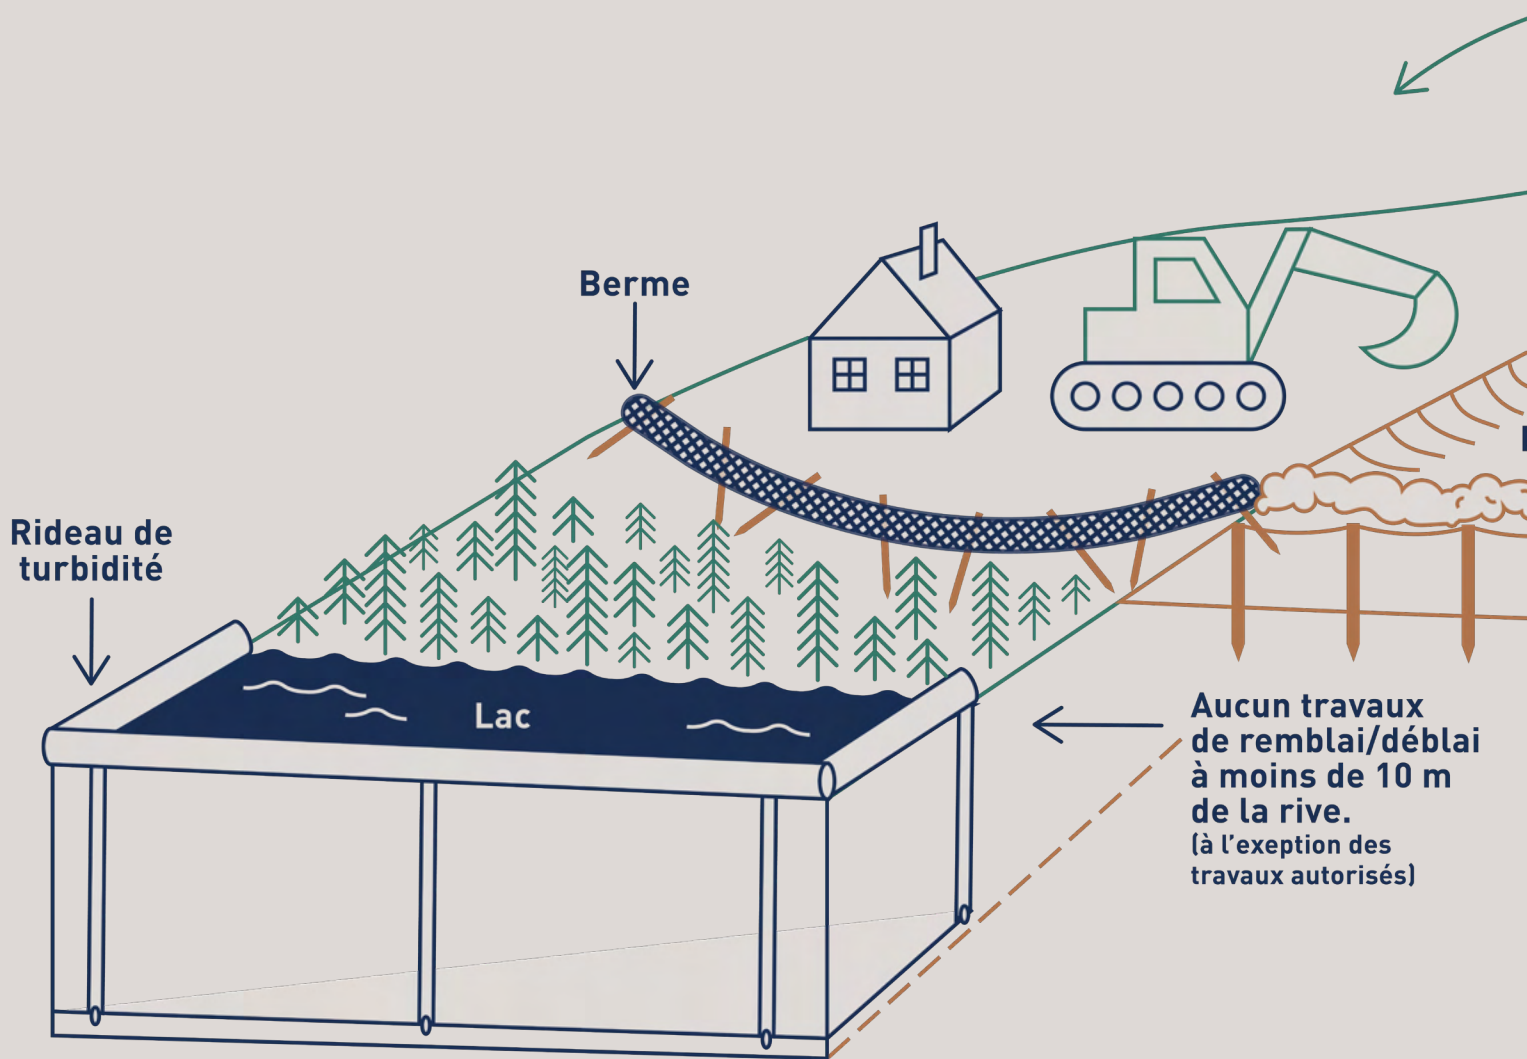 Berme
Rideau de
turbidité
Lac
Aucun travaux
de remblai/déblai
à moins de 10 m
de la rive.
(à l'exeption des
travaux autorisés)